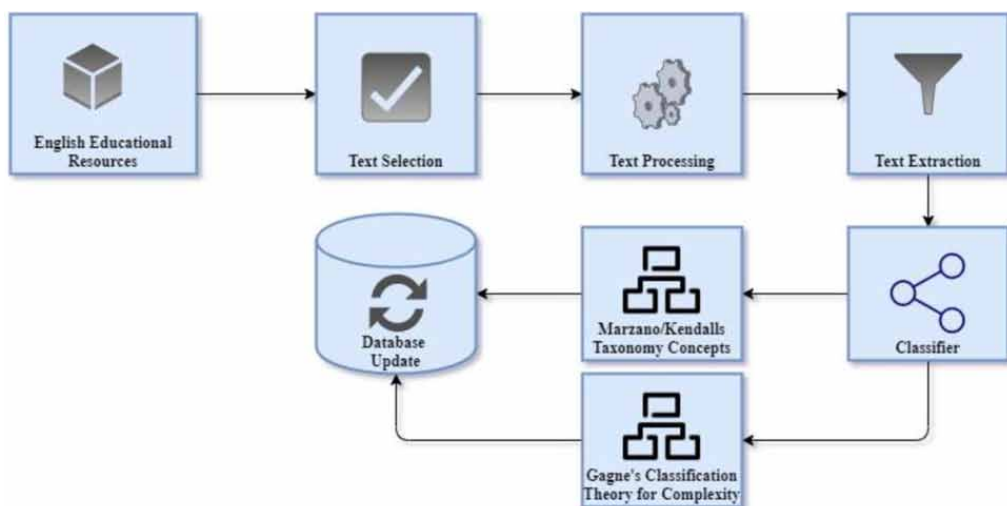 English Educational
Resources
Text Selection
Text Processing
Text Extraction
Database
Update
Marzano/Kendalls
Taxonomy Concepts
Classifier
Gagne's Classification
Theory for Complexity